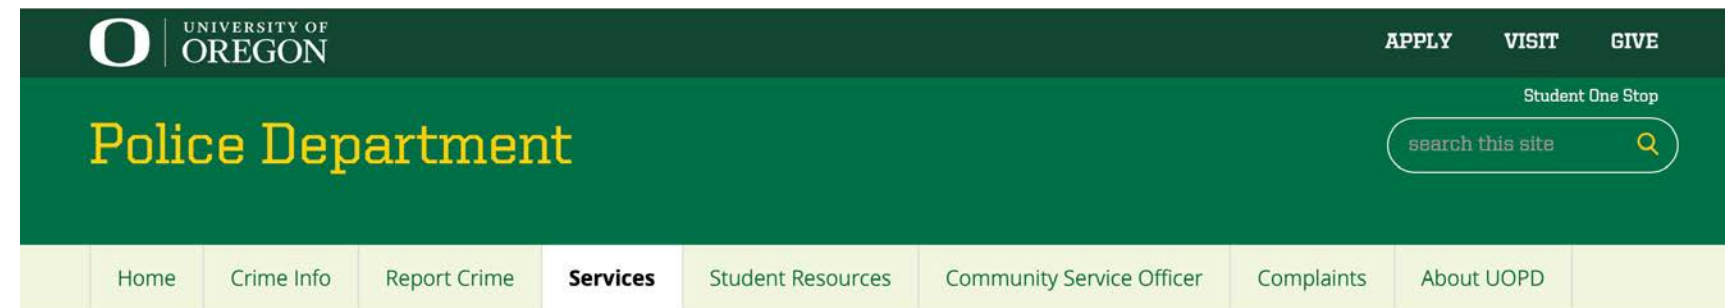 O UNIVERSITY OF
OREGON
APPLY VISIT GIVE
Student One Stop
Police Department
search this site
Home Crime Info Report Crime Services Student Resources Community Service Officer Complaints About UOPD